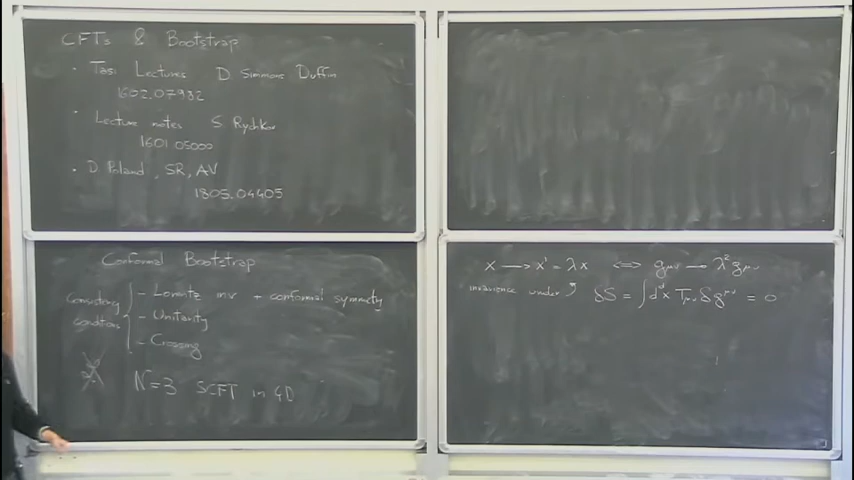 CFTs & Bootstrap
· Tasi Lectures D. Simmons Duffin
1602.07982
· Lecture notes S Rychkov
1601.05000
· D Poland, SR, AV
1805.04405
Conformal Bootstrap
Consistency conditions { - Lorentz inv + conformal symmetry
- Unitarity
- Crossing
N=3 SCFT in 4D
x → x' = λx ⇔ g_μν → λ² g_μν
invariance under δS = ∫d^d x T_μν δg^μν = 0